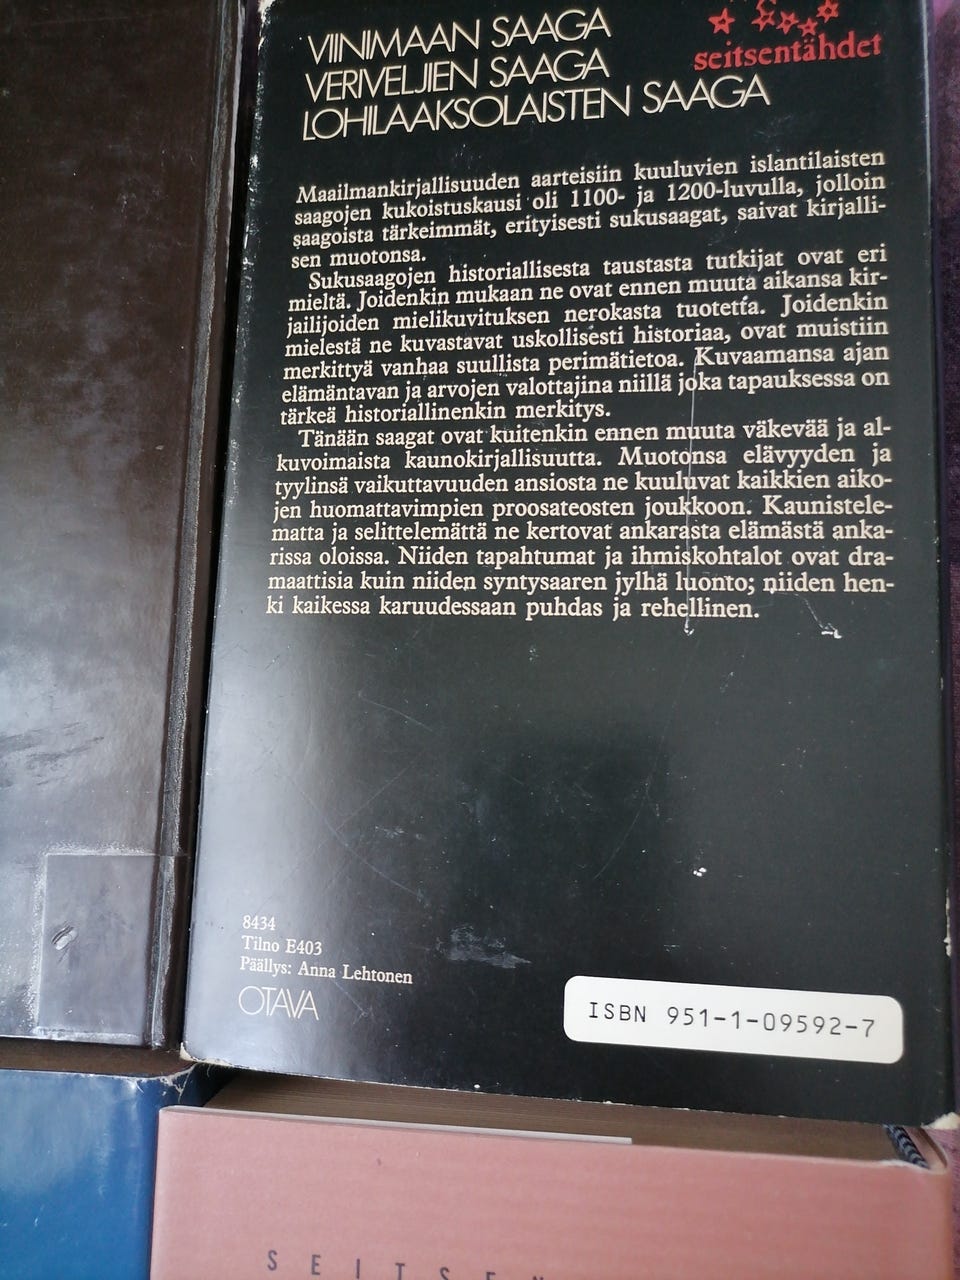 VIINIMAAN SAAGA
VERIVELJIEN SAAGA
LOHILAAKSOLAISTEN SAAGA
seitsentähdet
Maailmankirjallisuuden aarteisiin kuuluvien islantilaisten
saagojen kukoistuskausi oli 1100- ja 1200-luvulla, jolloin
saagoista tärkeimmät, erityisesti sukusaagat, saivat kirjalli-
sen muotonsa.
Sukusaagojen historiallisesta taustasta tutkijat ovat eri
mieltä. Joidenkin mukaan ne ovat ennen muuta aikansa kir-
jailijoiden mielikuvituksen nerokasta tuotetta. Joidenkin
mielestä ne kuvastavat uskollisesti historiaa, ovat muistiin
merkittyä vanhaa suullista perimätietoa. Kuvaamansa ajan
elämäntavan ja arvojen valottajina niillä joka tapauksessa on
tärkeä historiallinenkin merkitys.
Tänään saagat ovat kuitenkin ennen muuta väkevää ja al-
kuvoimaista kaunokirjallisuutta. Muotonsa elävyyden ja
tyylinsä vaikuttavuuden ansiosta ne kuuluvat kaikkien aiko-
jen huomattavimpien proosateosten joukkoon. Kaunistele-
matta ja selittelemättä ne kertovat ankarasta elämästä anka-
rissa oloissa. Niiden tapahtumat ja ihmiskohtalot ovat dra-
maattisia kuin niiden syntysaaren jylhä luonto; niiden hen-
ki kaikessa karuudessaan puhdas ja rehellinen.
8434
Tilno E403
Päällys: Anna Lehtonen
OTAVA
ISBN 951-1-09592-7
SEITSEN